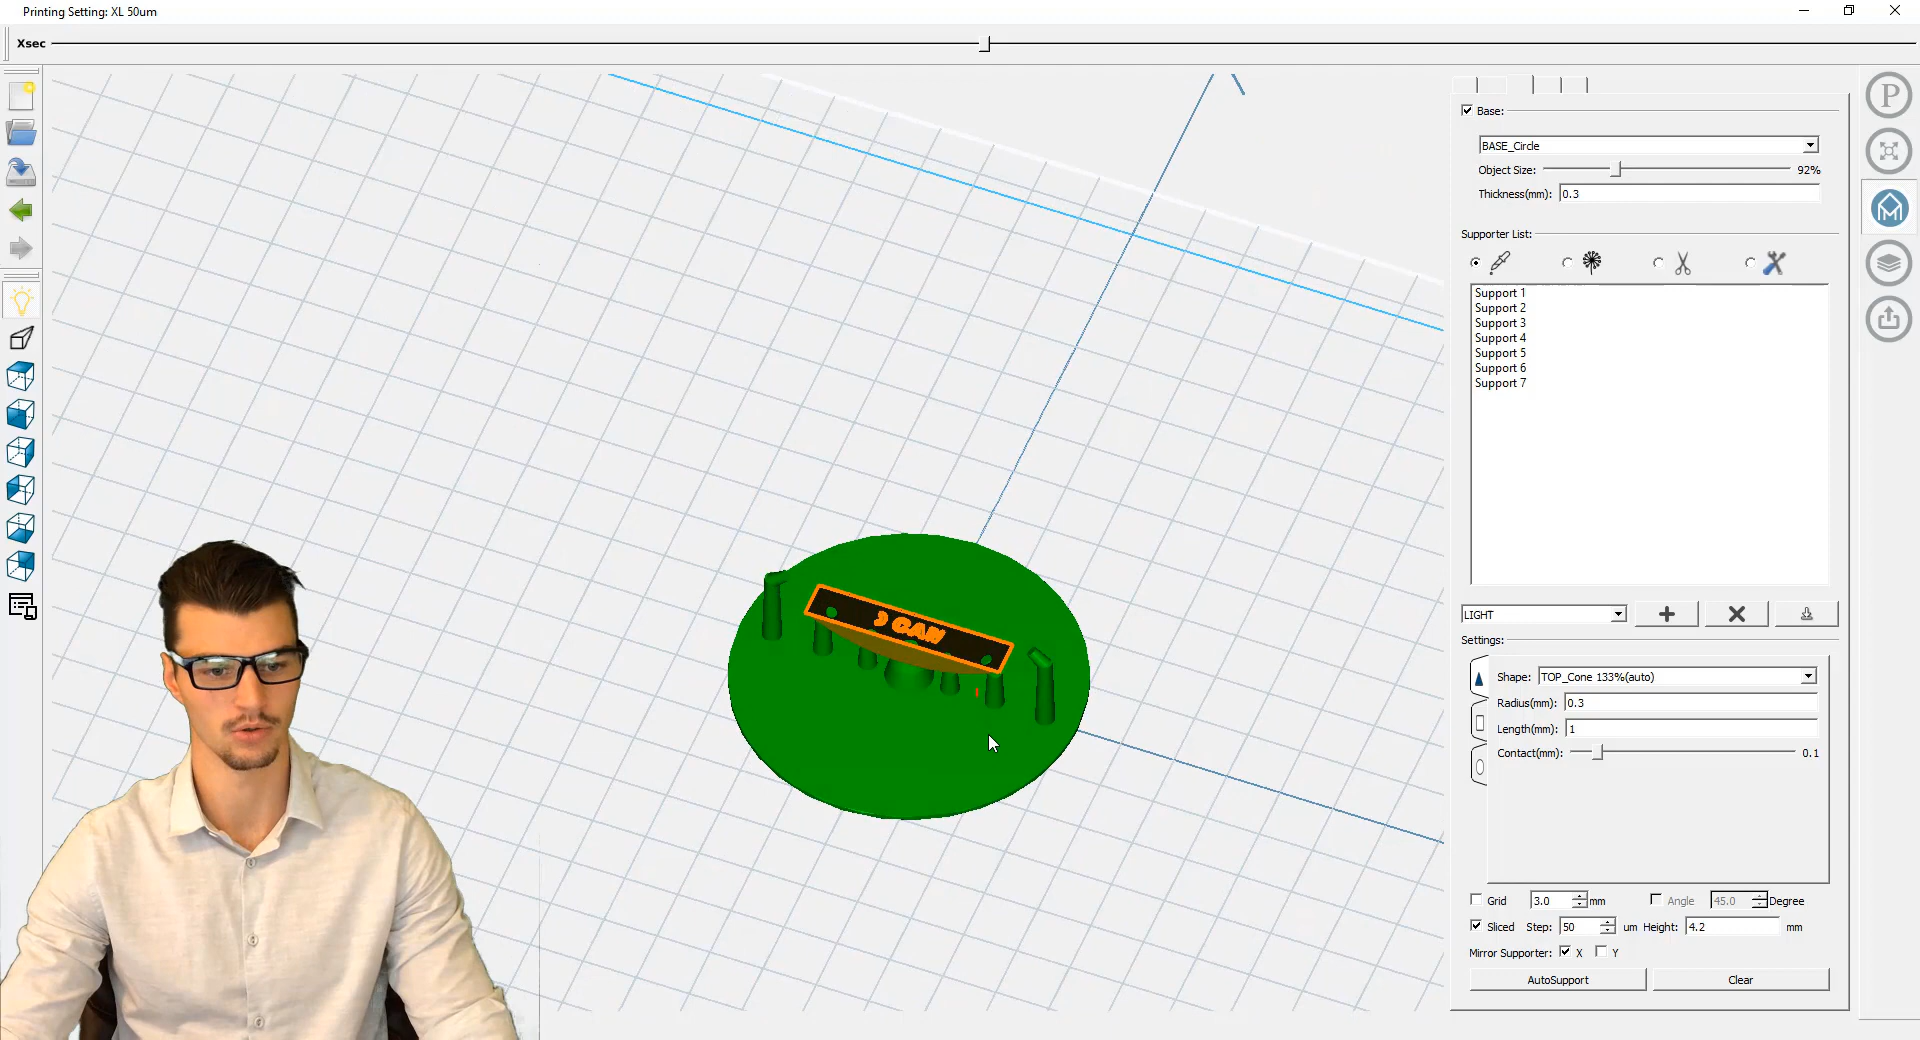 Printing Setting: XL 50um
Xsec
P
Base:
BASE_Circle
Object Size: 92%
Thickness(mm): 0.3
Supporter List:
Support 1
Support 2
Support 3
Support 4
Support 5
Support 6
Support 7
LIGHT
Settings:
Shape: TOP_Cone 133%(auto)
Radius(mm): 0.3
Length(mm): 1
Contact(mm): 0.1
Grid 3.0 mm Angle 45.0 Degree
Sliced Step: 50 um Height: 4.2 mm
Mirror Supporter: X Y
AutoSupport Clear